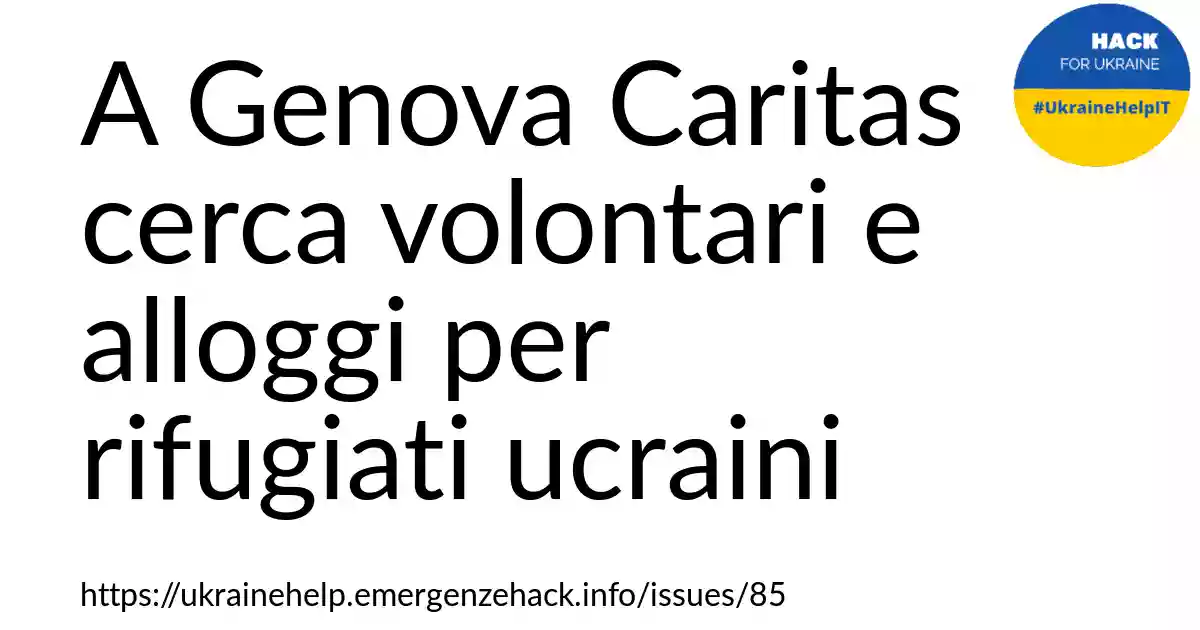 A Genova Caritas
cerca volontari e
alloggi per
rifugiati ucraini
https://ukrainehelp.emergenzehack.info/issues/85
HACK
FOR UKRAINE
#UkraineHelpIT